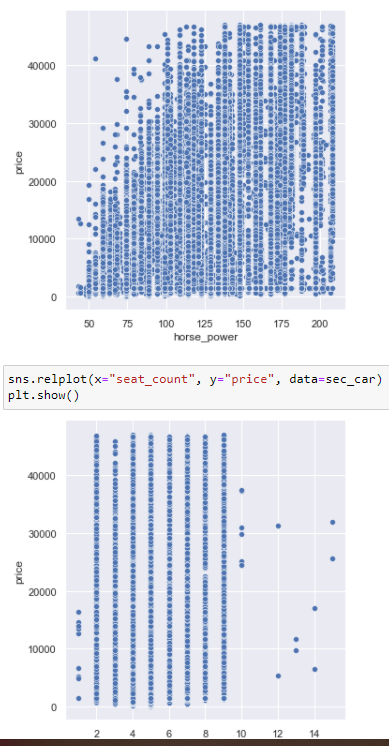 40000
30000
price
20000
10000
0
50 75 100 125 150 175 200
horse_power
sns.relplot(x="seat_count", y="price", data=sec_car)
plt.show()
40000
30000
price
20000
10000
0
2 4 6 8 10 12 14